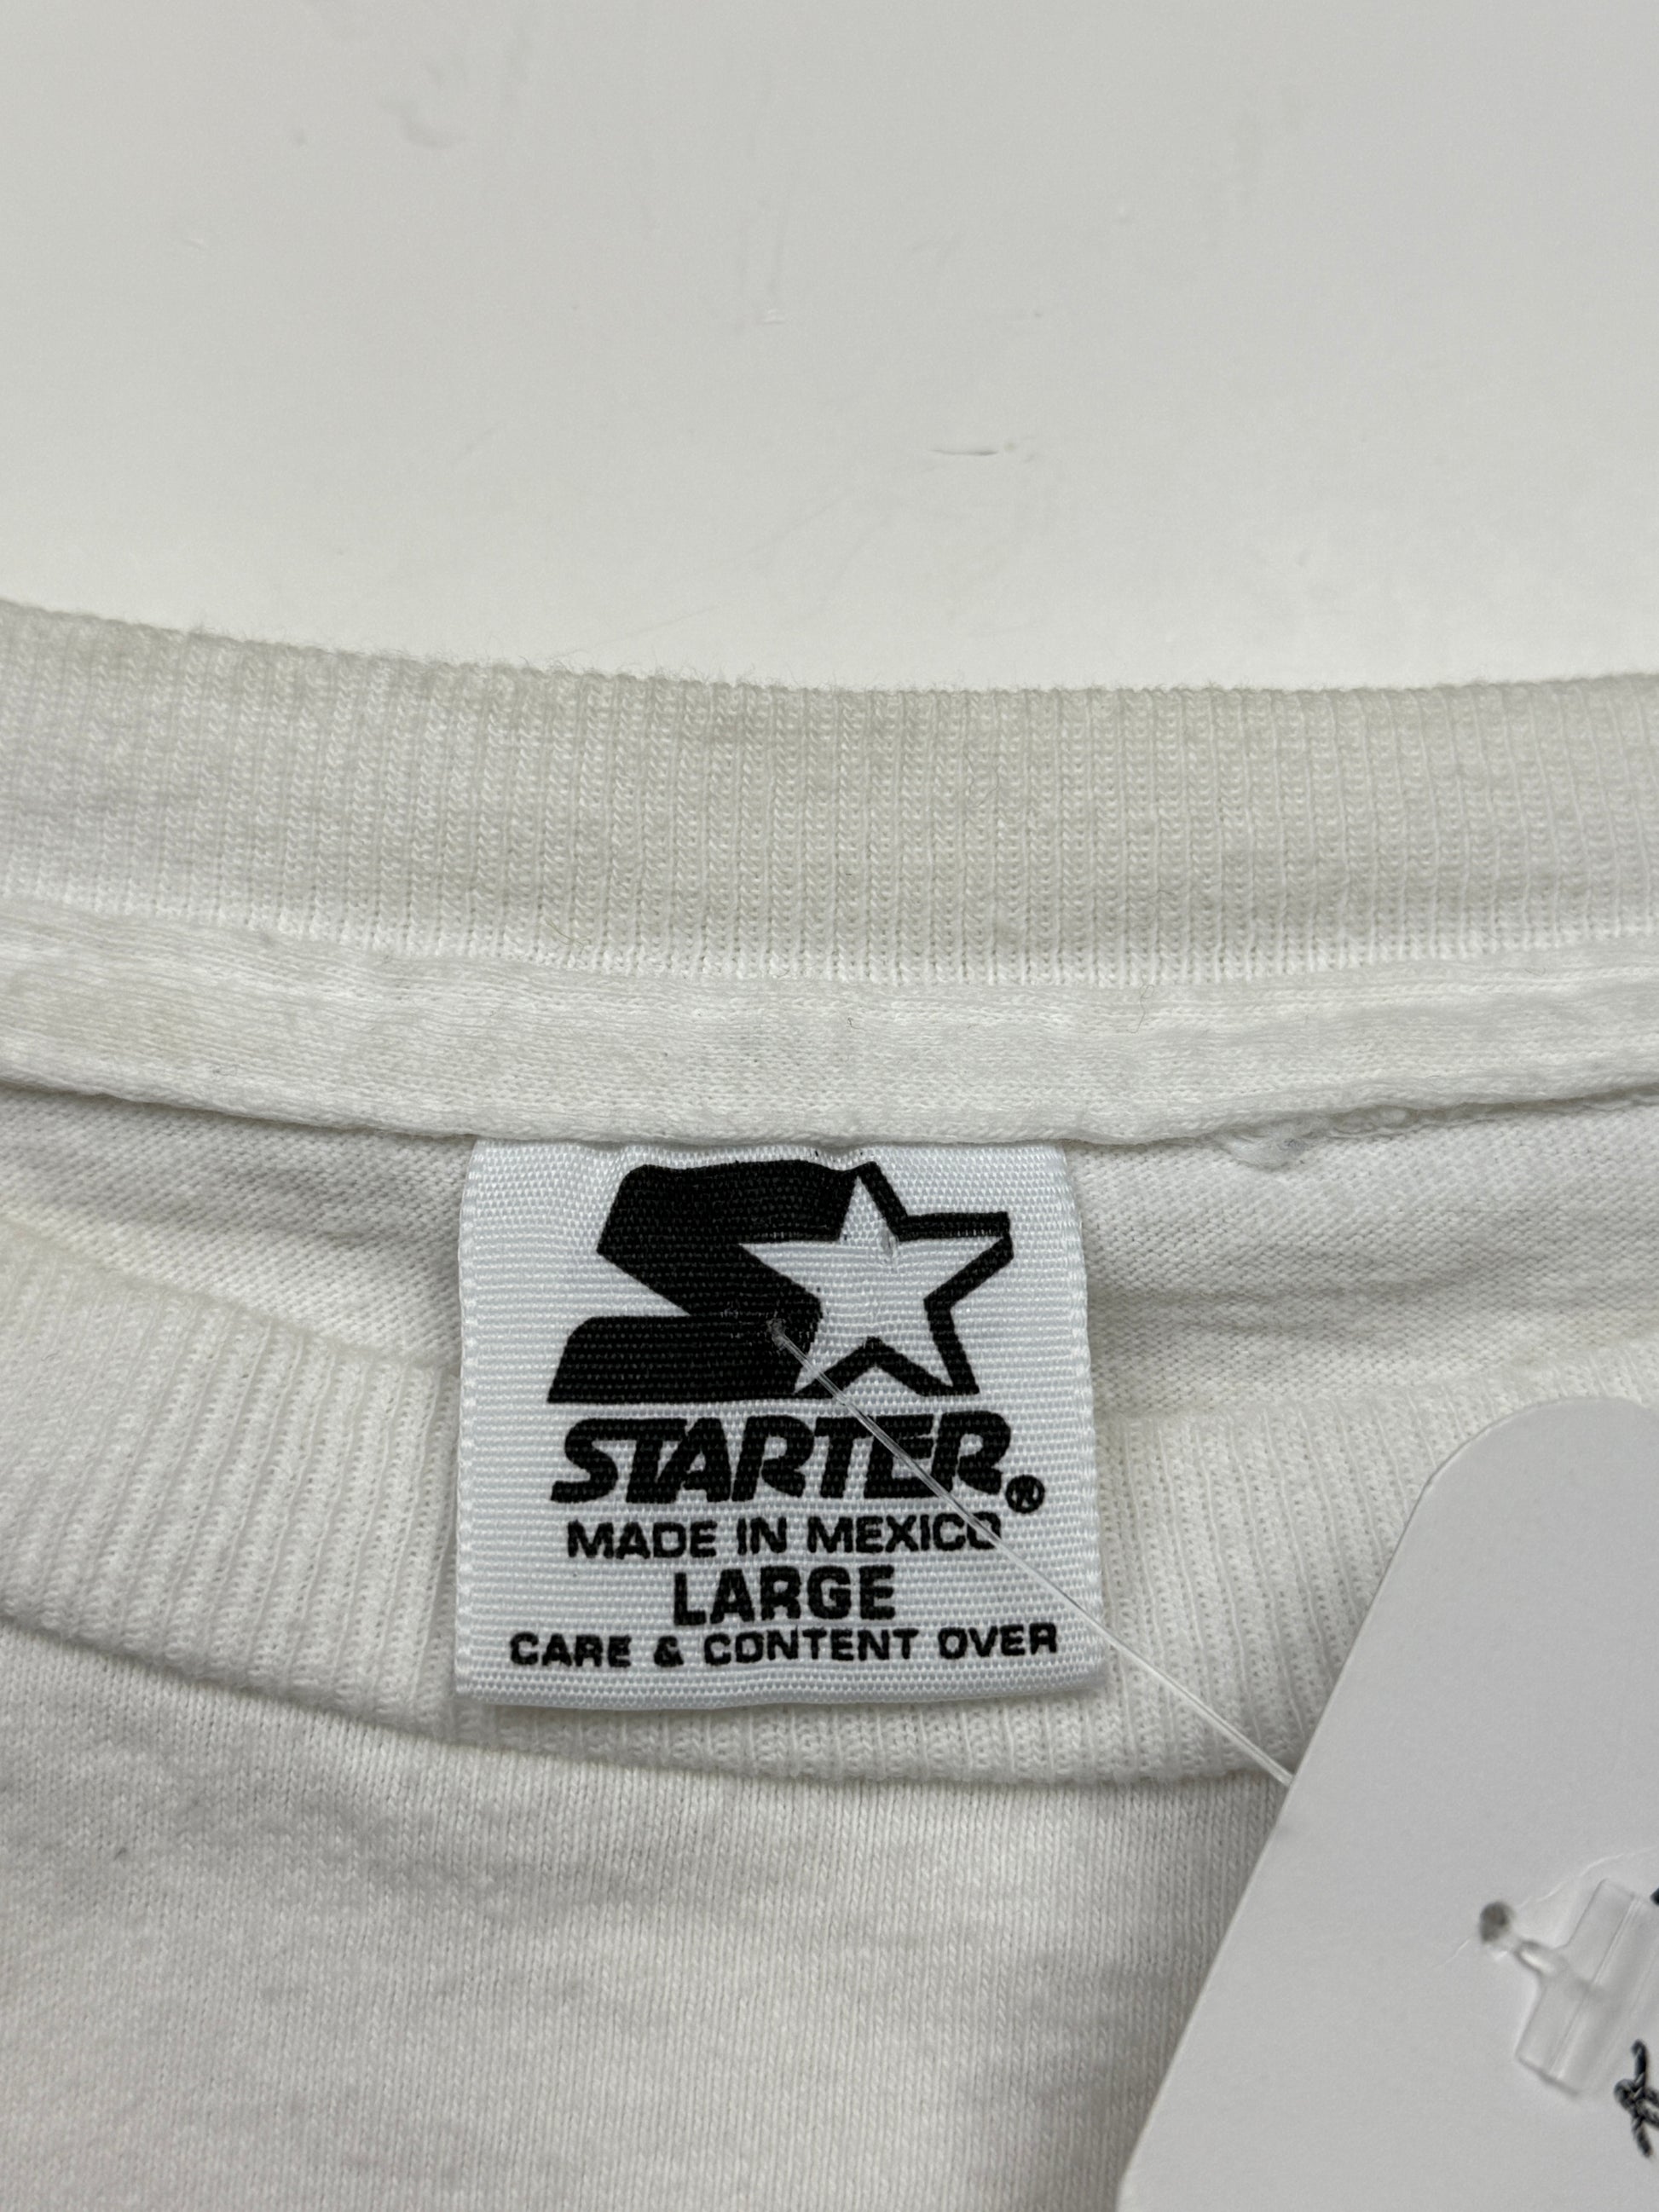 STARTER®
MADE IN MEXICO
LARGE
CARE & CONTENT OVER